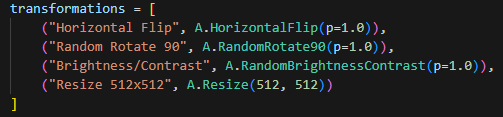 transformations = [
    ("Horizontal Flip", A.HorizontalFlip(p=1.0)),
    ("Random Rotate 90", A.RandomRotate90(p=1.0)),
    ("Brightness/Contrast", A.RandomBrightnessContrast(p=1.0)),
    ("Resize 512x512", A.Resize(512, 512))
]